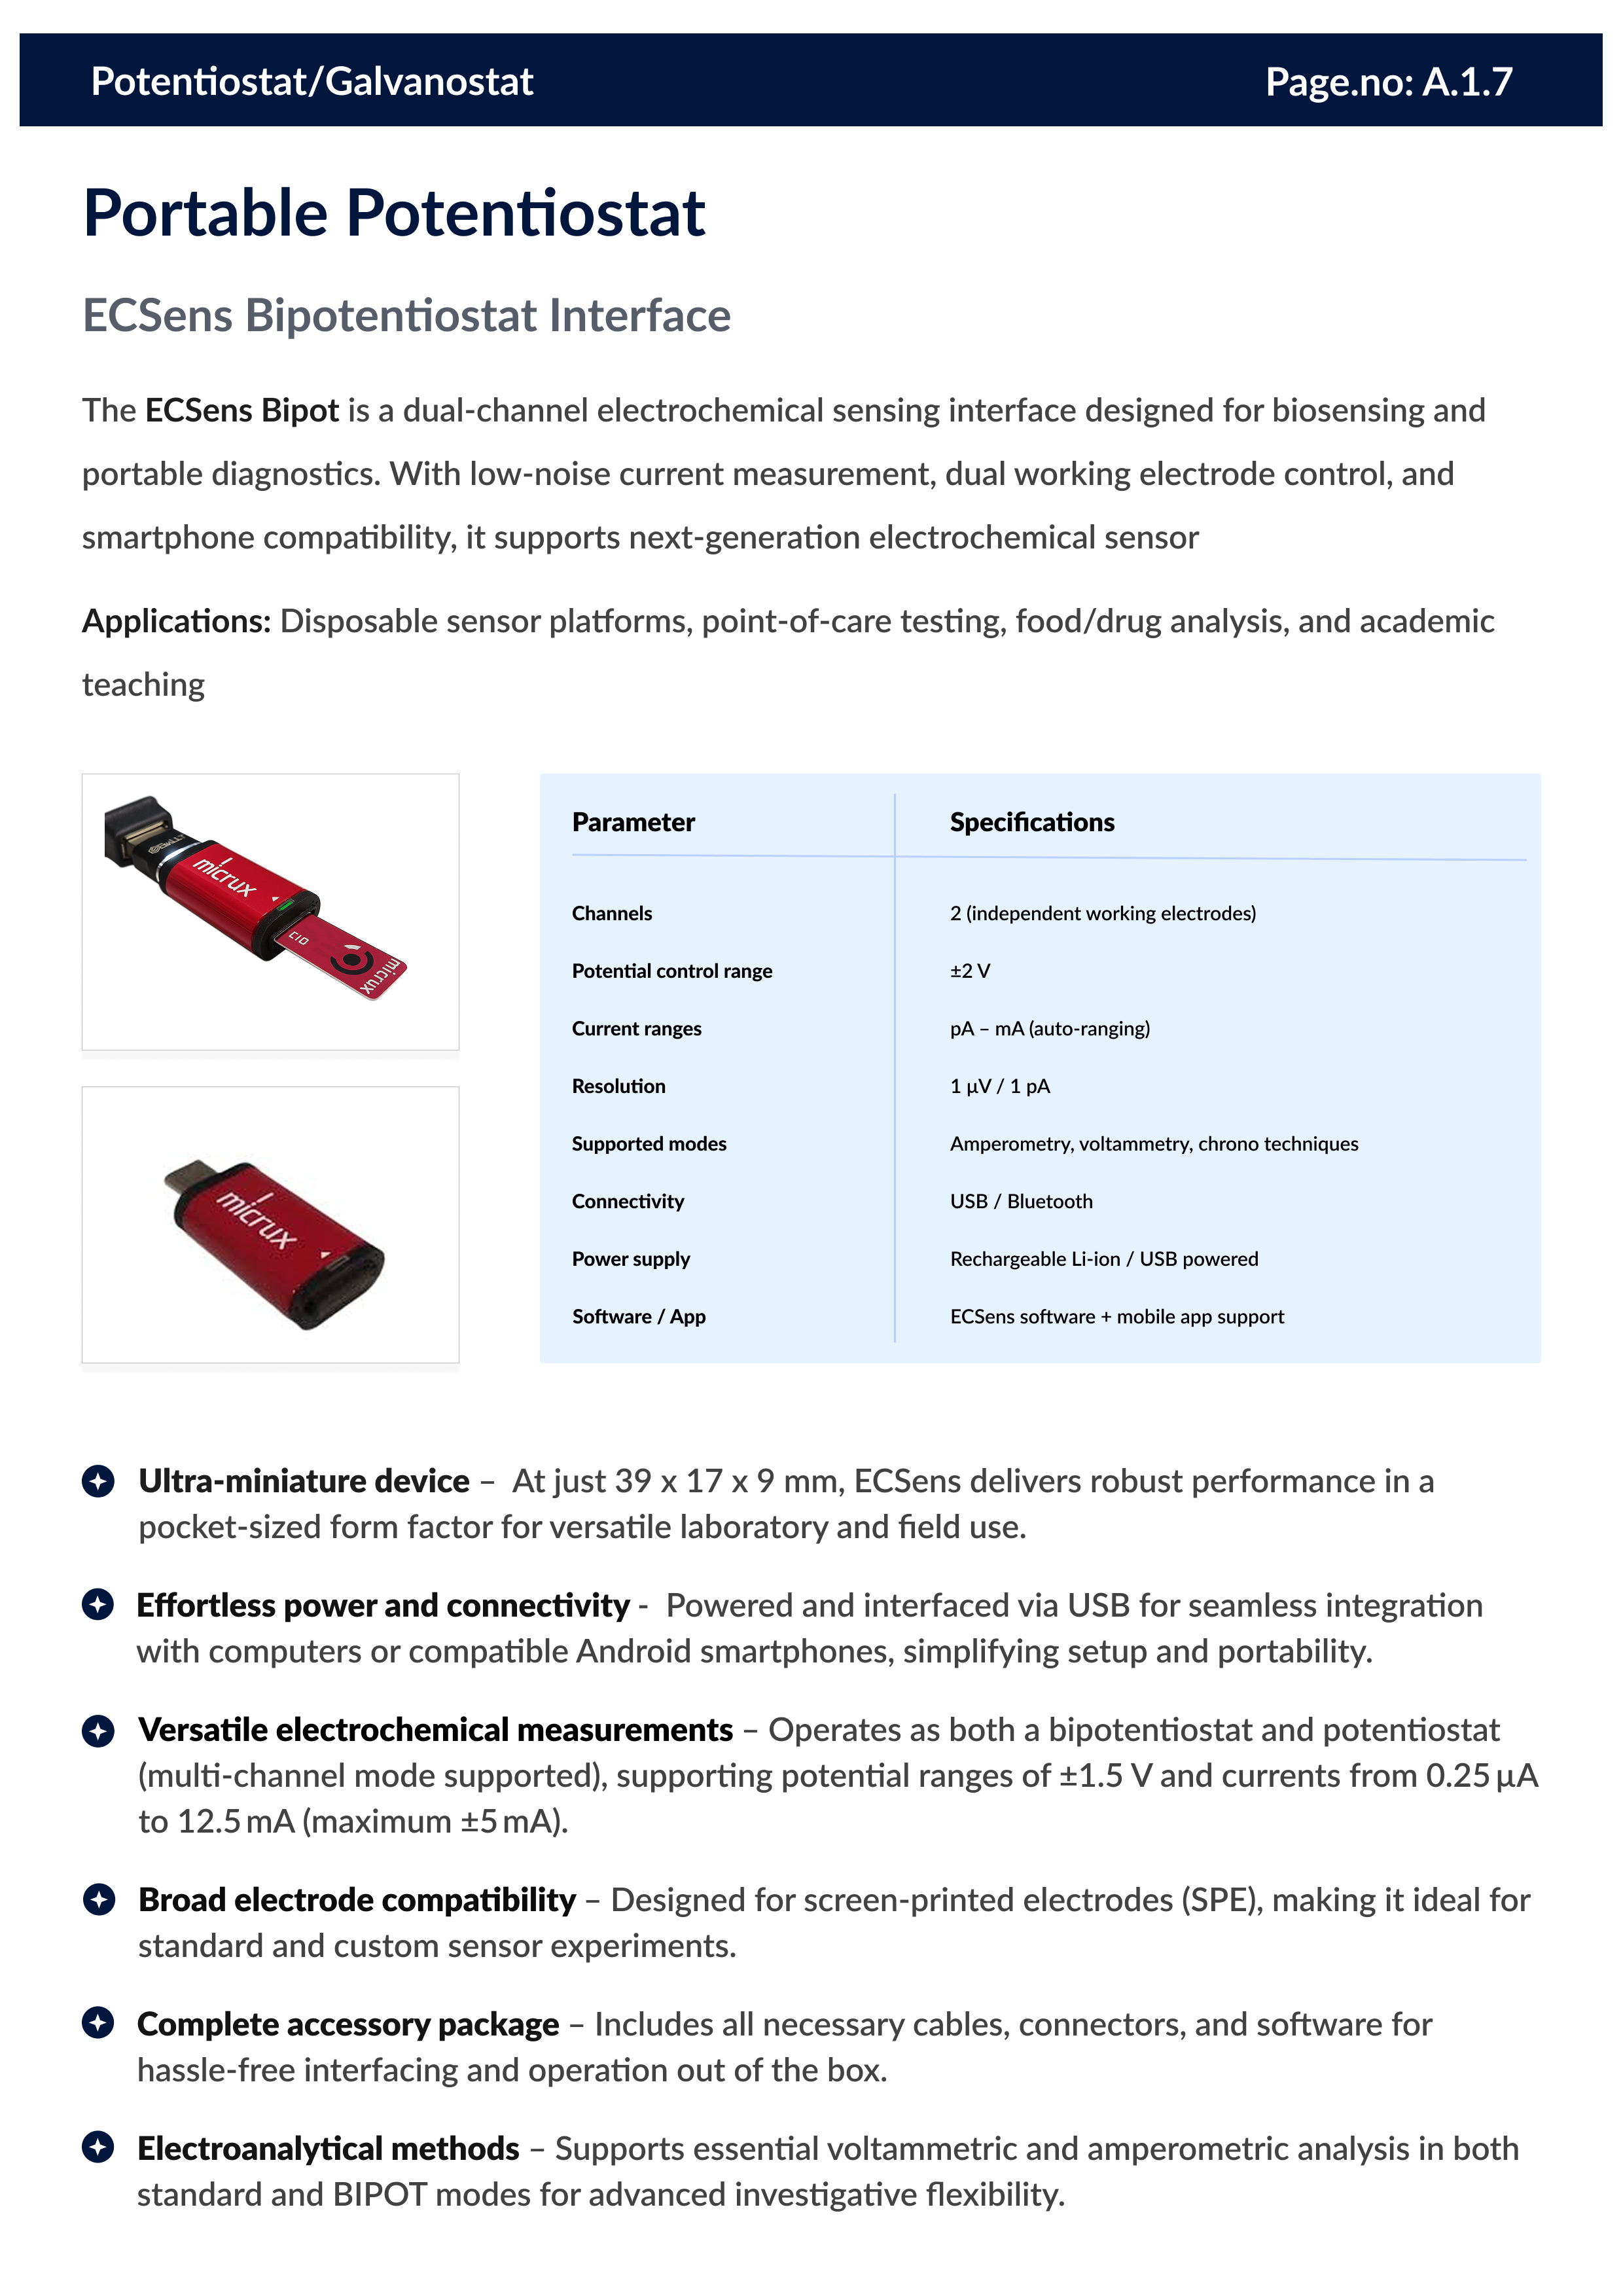 Potentiostat/Galvanostat
Page.no: A.1.7
Portable Potentiostat
ECSens Bipotentiostat Interface
The ECSens Bipot is a dual-channel electrochemical sensing interface designed for biosensing and
portable diagnostics. With low-noise current measurement, dual working electrode control, and
smartphone compatibility, it supports next-generation electrochemical sensor
Applications: Disposable sensor platforms, point-of-care testing, food/drug analysis, and academic
teaching
micrux
C10
micrux
micrux
Parameter Specifications
Channels 2 (independent working electrodes)
Potential control range ±2 V
Current ranges pA – mA (auto-ranging)
Resolution 1 µV / 1 pA
Supported modes Amperometry, voltammetry, chrono techniques
Connectivity USB / Bluetooth
Power supply Rechargeable Li-ion / USB powered
Software / App ECSens software + mobile app support
Ultra-miniature device – At just 39 x 17 x 9 mm, ECSens delivers robust performance in a
pocket-sized form factor for versatile laboratory and field use.
Effortless power and connectivity - Powered and interfaced via USB for seamless integration
with computers or compatible Android smartphones, simplifying setup and portability.
Versatile electrochemical measurements – Operates as both a bipotentiostat and potentiostat
(multi-channel mode supported), supporting potential ranges of ±1.5 V and currents from 0.25 µA
to 12.5 mA (maximum ±5 mA).
Broad electrode compatibility – Designed for screen-printed electrodes (SPE), making it ideal for
standard and custom sensor experiments.
Complete accessory package – Includes all necessary cables, connectors, and software for
hassle-free interfacing and operation out of the box.
Electroanalytical methods – Supports essential voltammetric and amperometric analysis in both
standard and BIPOT modes for advanced investigative flexibility.